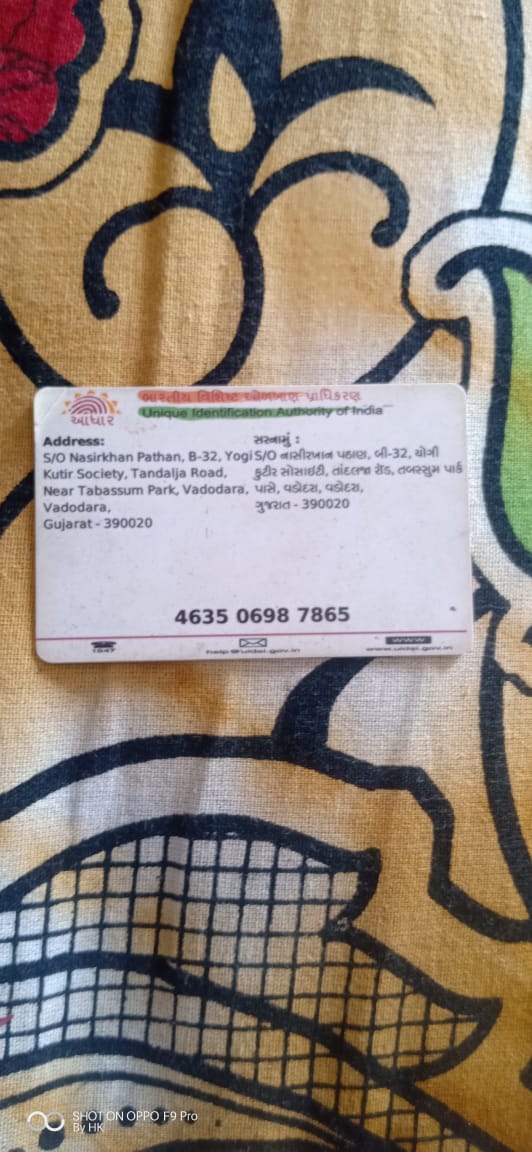 આધાર
ભારતીય વિશિષ્ટ ઓળખાણ પ્રાધિકરણ
Unique Identification Authority of India
Address:
S/O Nasirkhan Pathan, B-32, Yogi
Kutir Society, Tandalja Road,
Near Tabassum Park, Vadodara,
Vadodara,
Gujarat - 390020
સરનામું :
S/O નાસીરખાન પઠાણ, બી-32, યોગી
કુટીર સોસાઇટી, તાંદલજા રોડ, તબસ્સુમ પાર્ક
પાસે, વડોદરા, વડોદરા,
ગુજરાત - 390020
4635 0698 7865
1947
help@uidai.gov.in
www
www.uidai.gov.in
SHOT ON OPPO F9 Pro
By HK